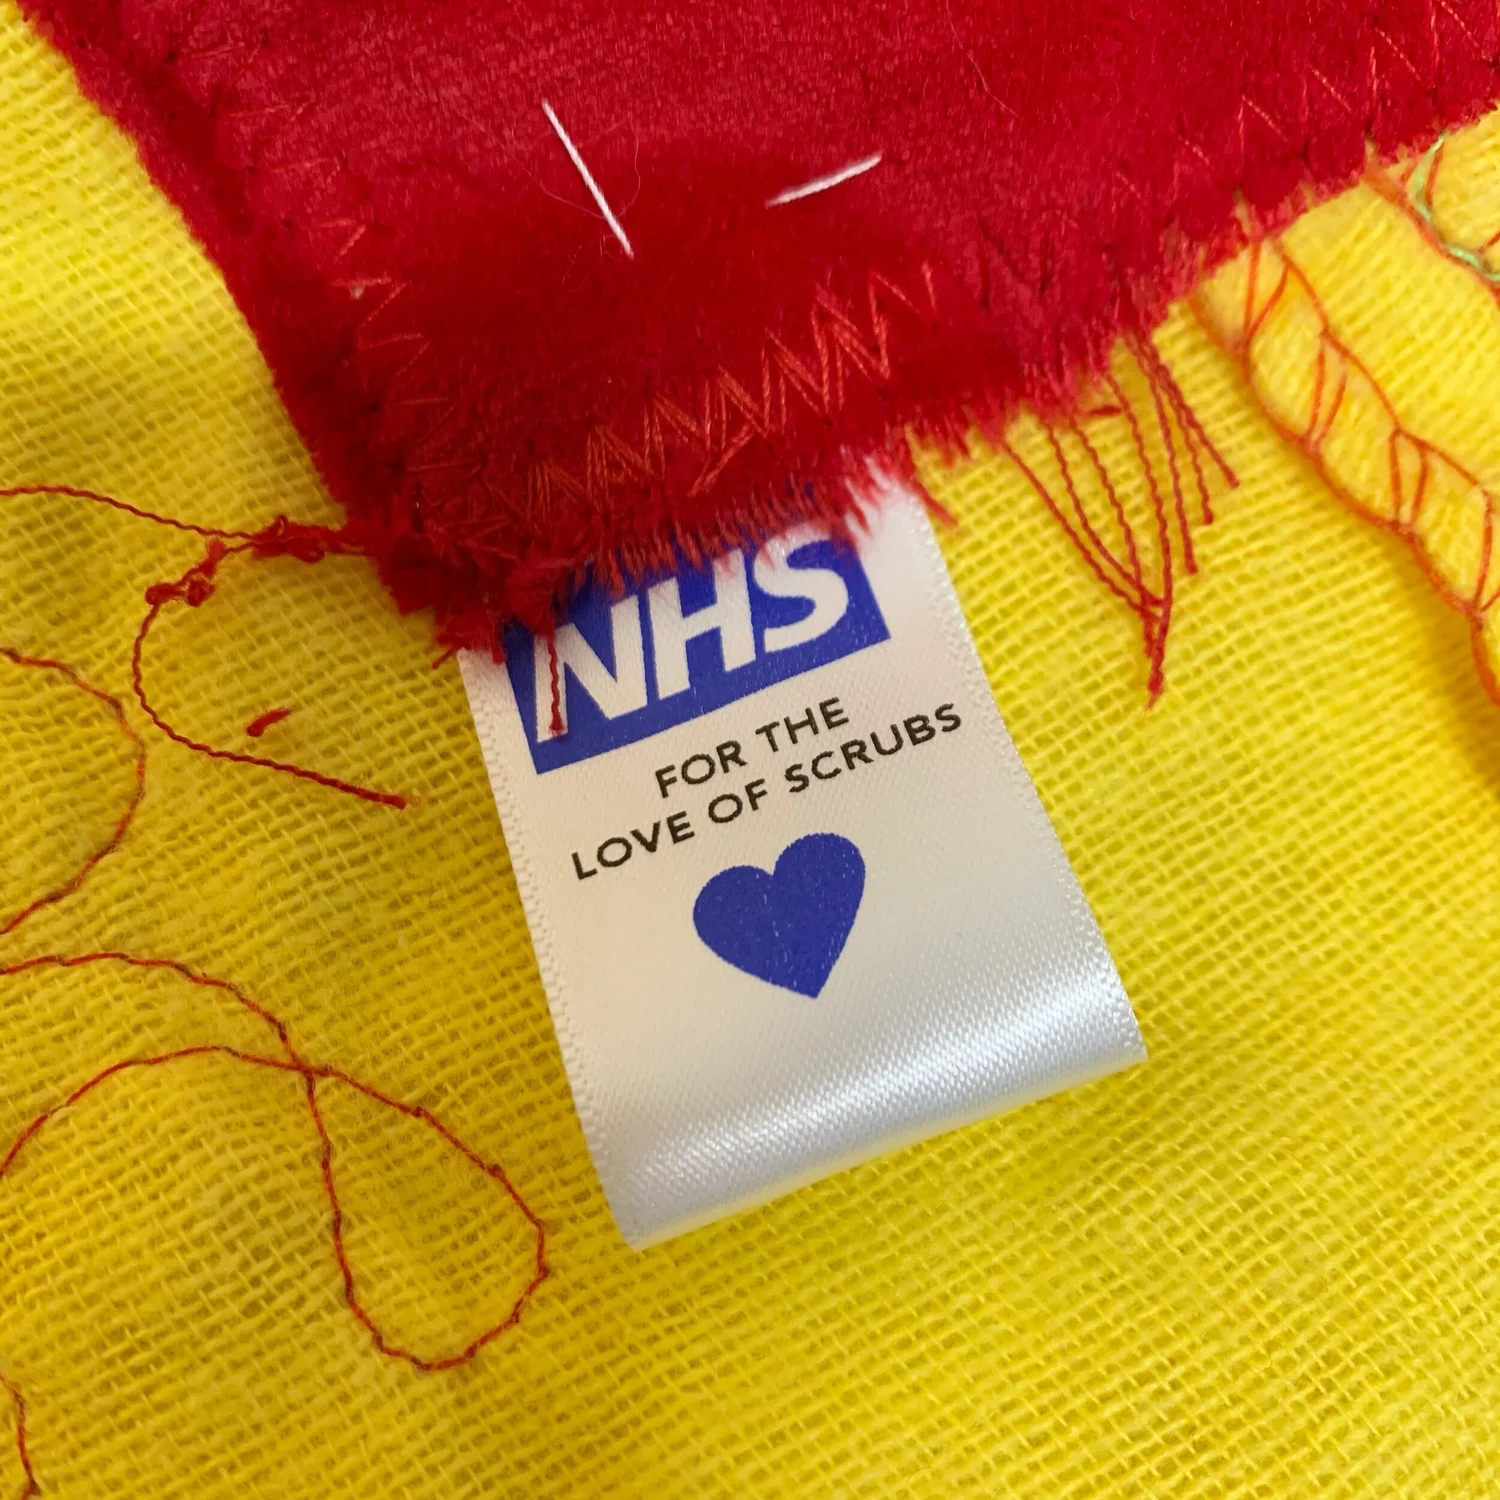 NHS
FOR THE
LOVE OF SCRUBS